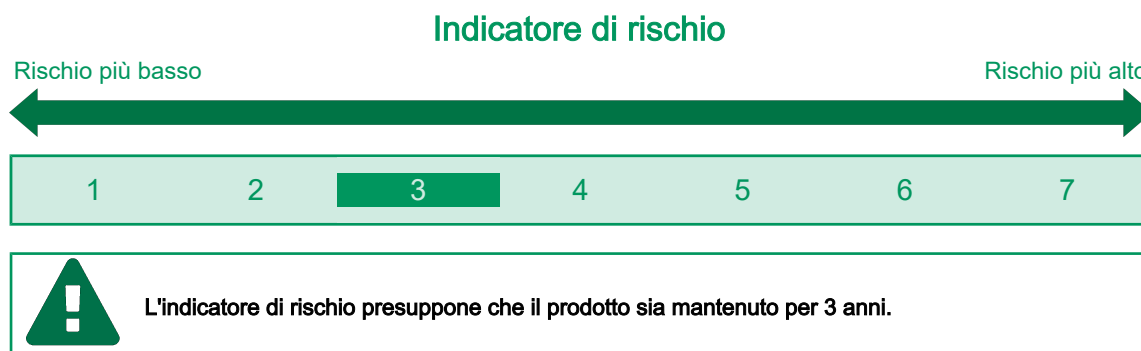 Indicatore di rischio
Rischio più basso Rischio più alto
1 2 3 4 5 6 7
L'indicatore di rischio presuppone che il prodotto sia mantenuto per 3 anni.